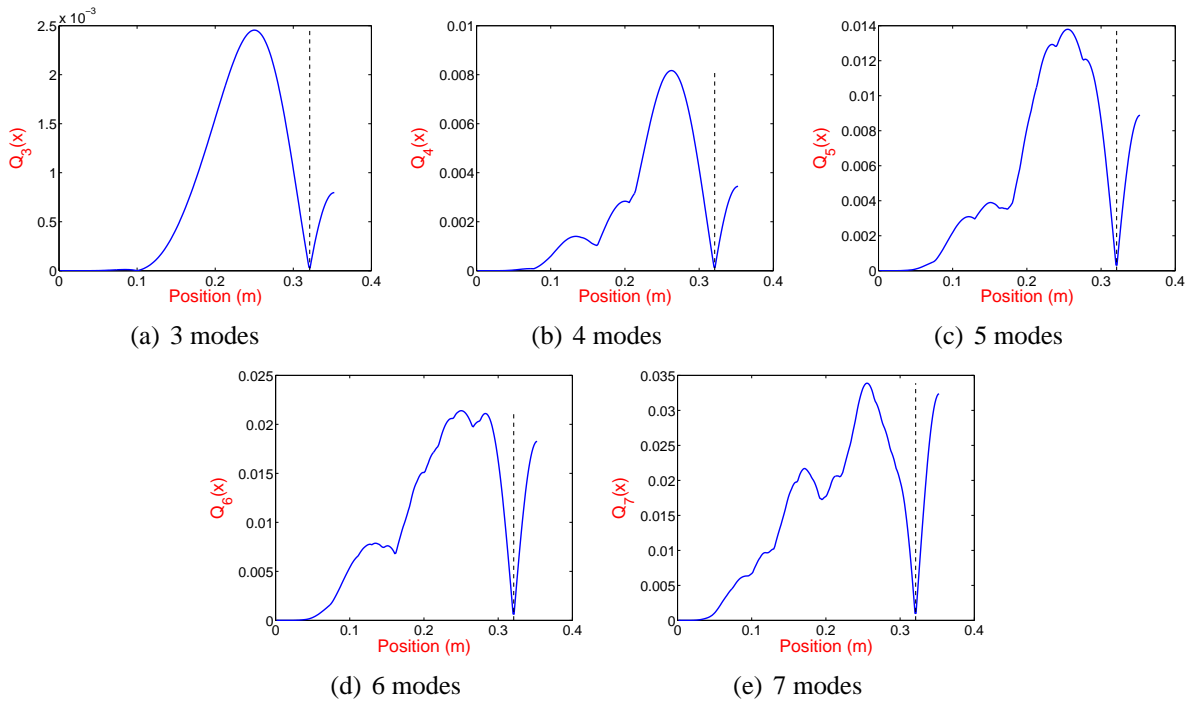 x 10⁻³
2.5
2
1.5
1
0.5
0
0 0.1 0.2 0.3 0.4
Q₃(x)
Position (m)
(a) 3 modes
0.01
0.008
0.006
0.004
0.002
0
0 0.1 0.2 0.3 0.4
Q₄(x)
Position (m)
(b) 4 modes
0.014
0.012
0.01
0.008
0.006
0.004
0.002
0
0 0.1 0.2 0.3 0.4
Q₅(x)
Position (m)
(c) 5 modes
0.025
0.02
0.015
0.01
0.005
0
0 0.1 0.2 0.3 0.4
Q₆(x)
Position (m)
(d) 6 modes
0.035
0.03
0.025
0.02
0.015
0.01
0.005
0
0 0.1 0.2 0.3 0.4
Q₇(x)
Position (m)
(e) 7 modes